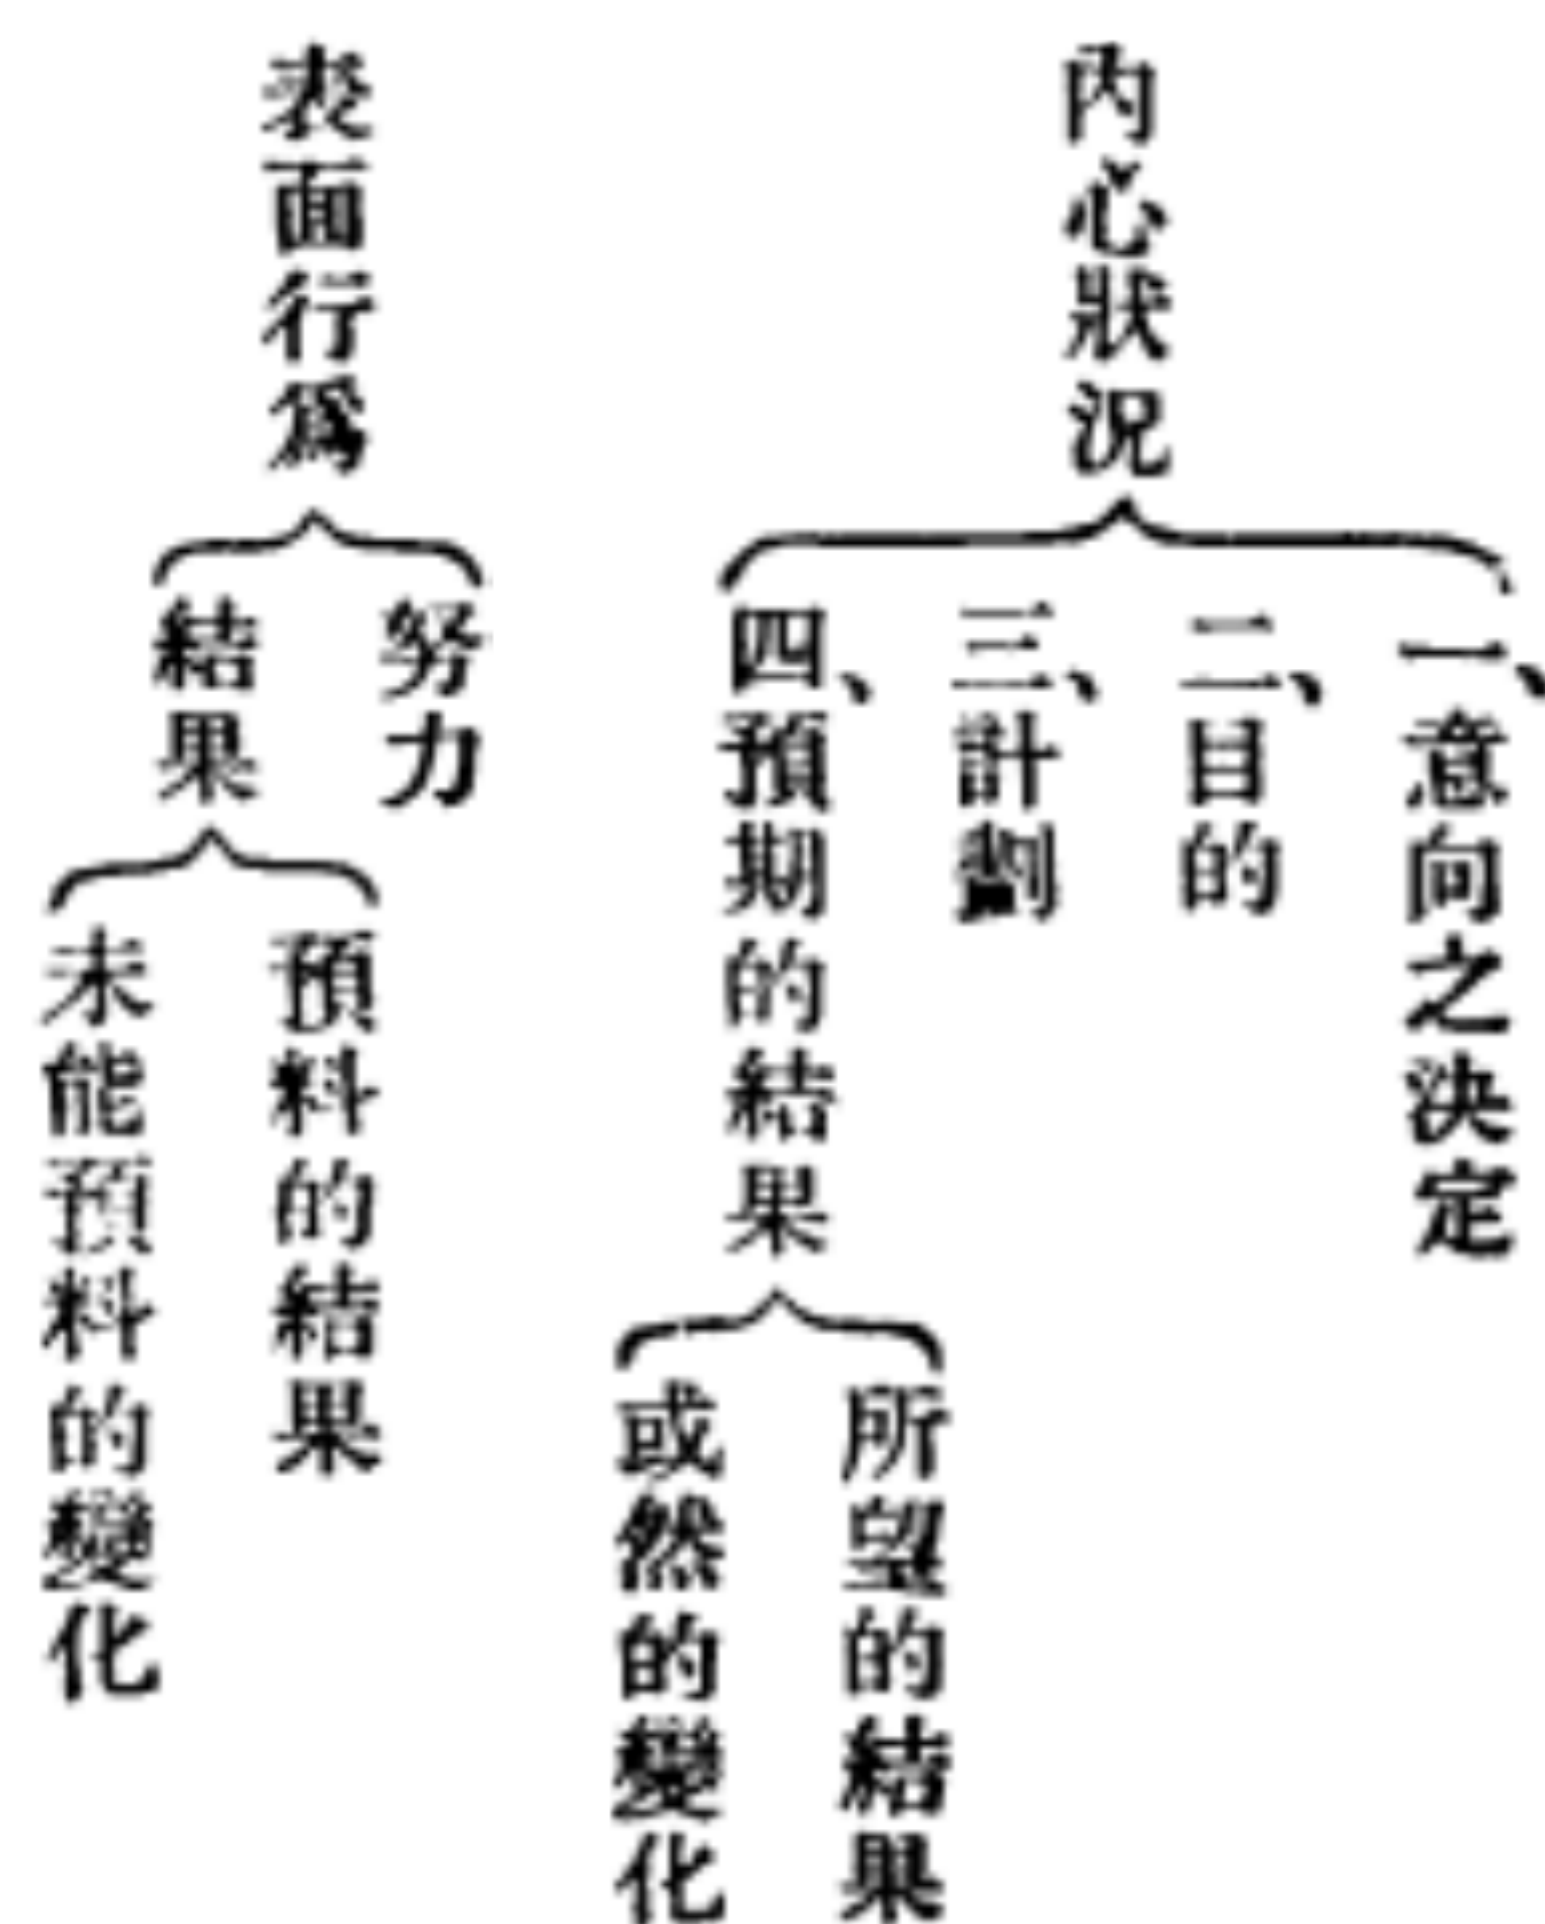 內心狀況
一、意向之決定
二、目的
三、計劃
四、預期的結果
所望的結果
或然的變化
表面行爲
努力
結果
預料的結果
未能預料的變化